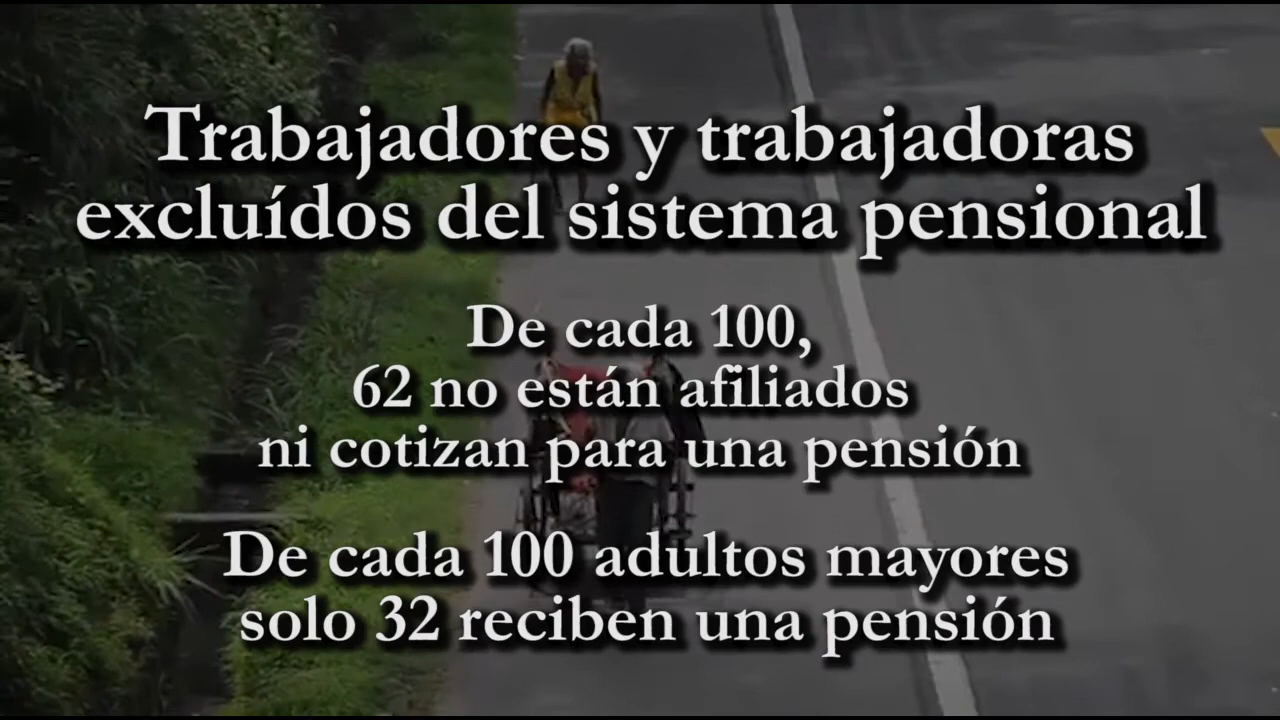 Trabajadores y trabajadoras
excluídos del sistema pensional
De cada 100,
62 no están afiliados
ni cotizan para una pensión
De cada 100 adultos mayores
solo 32 reciben una pensión